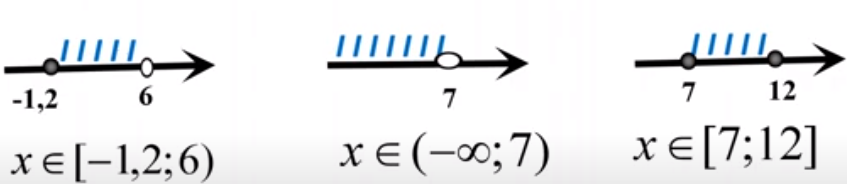 -1,2 6
7
7 12
x∈[−1,2;6)
x∈(−∞;7)
x∈[7;12]